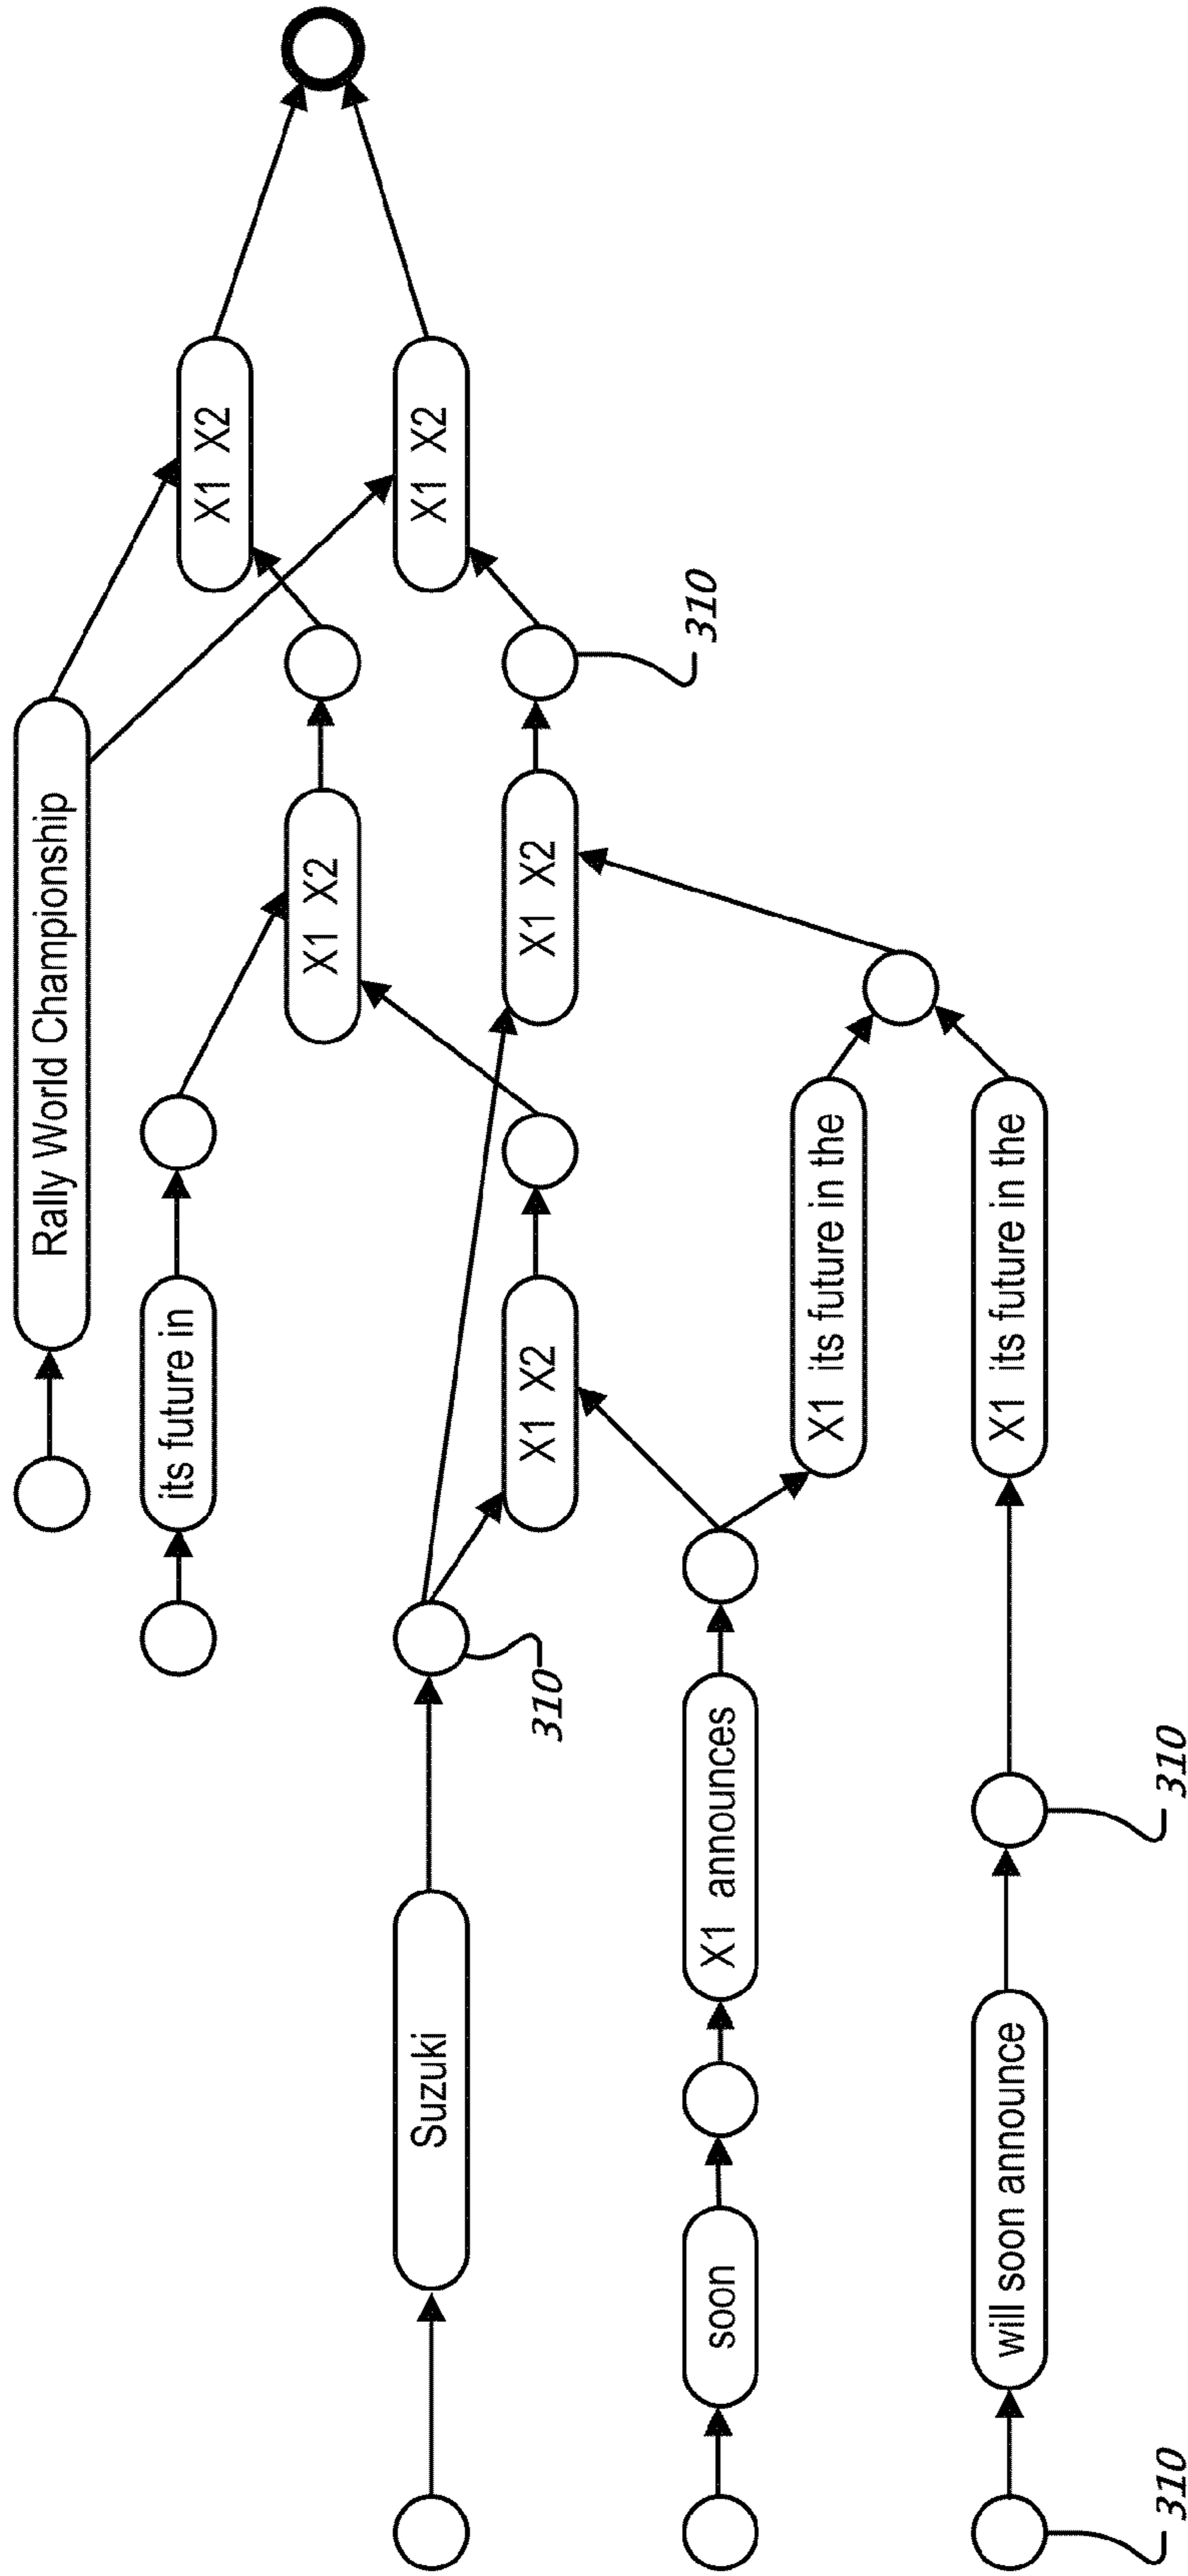 Rally World Championship
X1 X2
its future in
X1 X2
X1 X2
310
Suzuki
310
X1 X2
X1 X2
soon
X1 announces
X1 its future in the
will soon announce
X1 its future in the
310
310